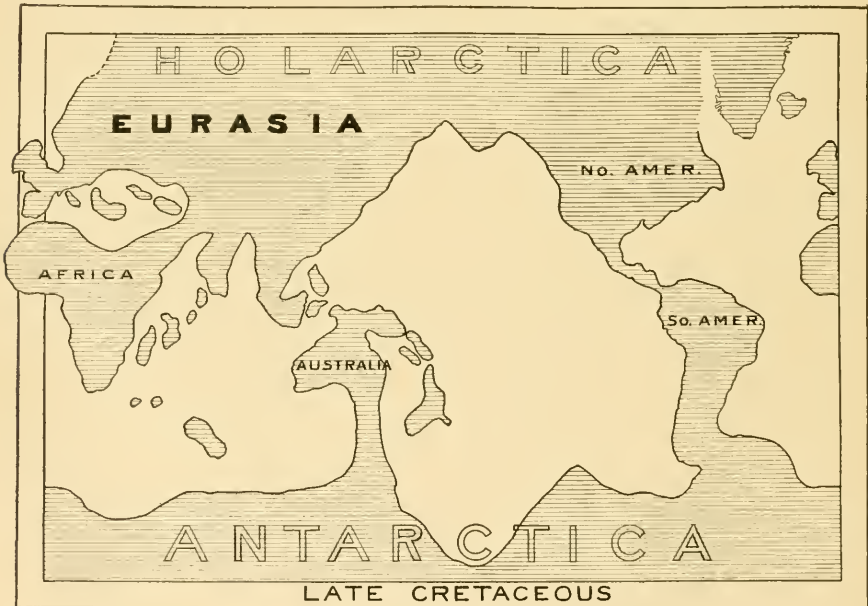 HOLARCTICA
EURASIA
No. AMER.
AFRICA
So. AMER.
AUSTRALIA
ANTARCTICA
LATE CRETACEOUS